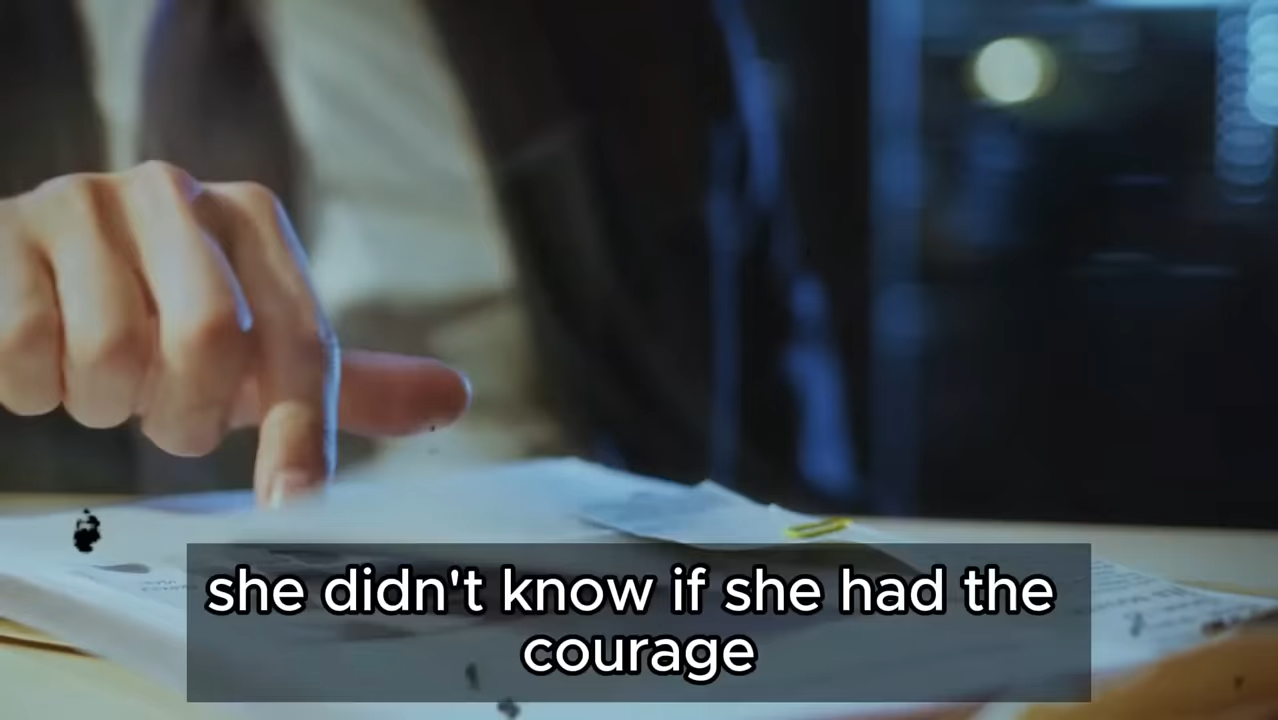 she didn't know if she had the
courage